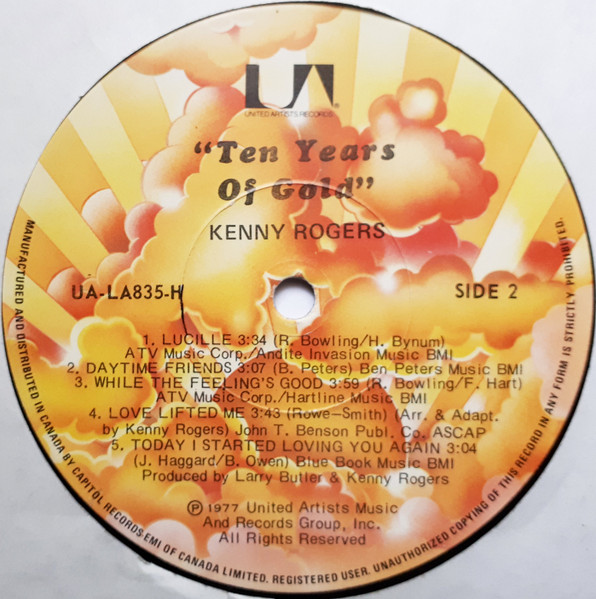 UA
UNITED ARTISTS RECORDS
"Ten Years
Of Gold"
KENNY ROGERS
UA-LA835-H
SIDE 2
1. LUCILLE 3:34 (R. Bowling/H. Bynum)
ATV Music Corp./Andite Invasion Music BMI
2. DAYTIME FRIENDS 3:07 (B. Peters) Ben Peters Music BMI
3. WHILE THE FEELING'S GOOD 3:59 (R. Bowling/F. Hart)
ATV Music Corp./Hartline Music BMI
4. LOVE LIFTED ME 3:43 (Rowe–Smith) (Arr. & Adapt.
by Kenny Rogers) John T. Benson Publ. Co. ASCAP
5. TODAY I STARTED LOVING YOU AGAIN 3:04
(J. Haggard/B. Owen) Blue Book Music BMI
Produced by Larry Butler & Kenny Rogers
℗ 1977 United Artists Music
And Records Group, Inc.
All Rights Reserved
MANUFACTURED AND DISTRIBUTED IN CANADA BY CAPITOL RECORDS-EMI OF CANADA LIMITED. REGISTERED USER. UNAUTHORIZED COPYING OF THIS RECORD IN ANY FORM IS STRICTLY PROHIBITED.